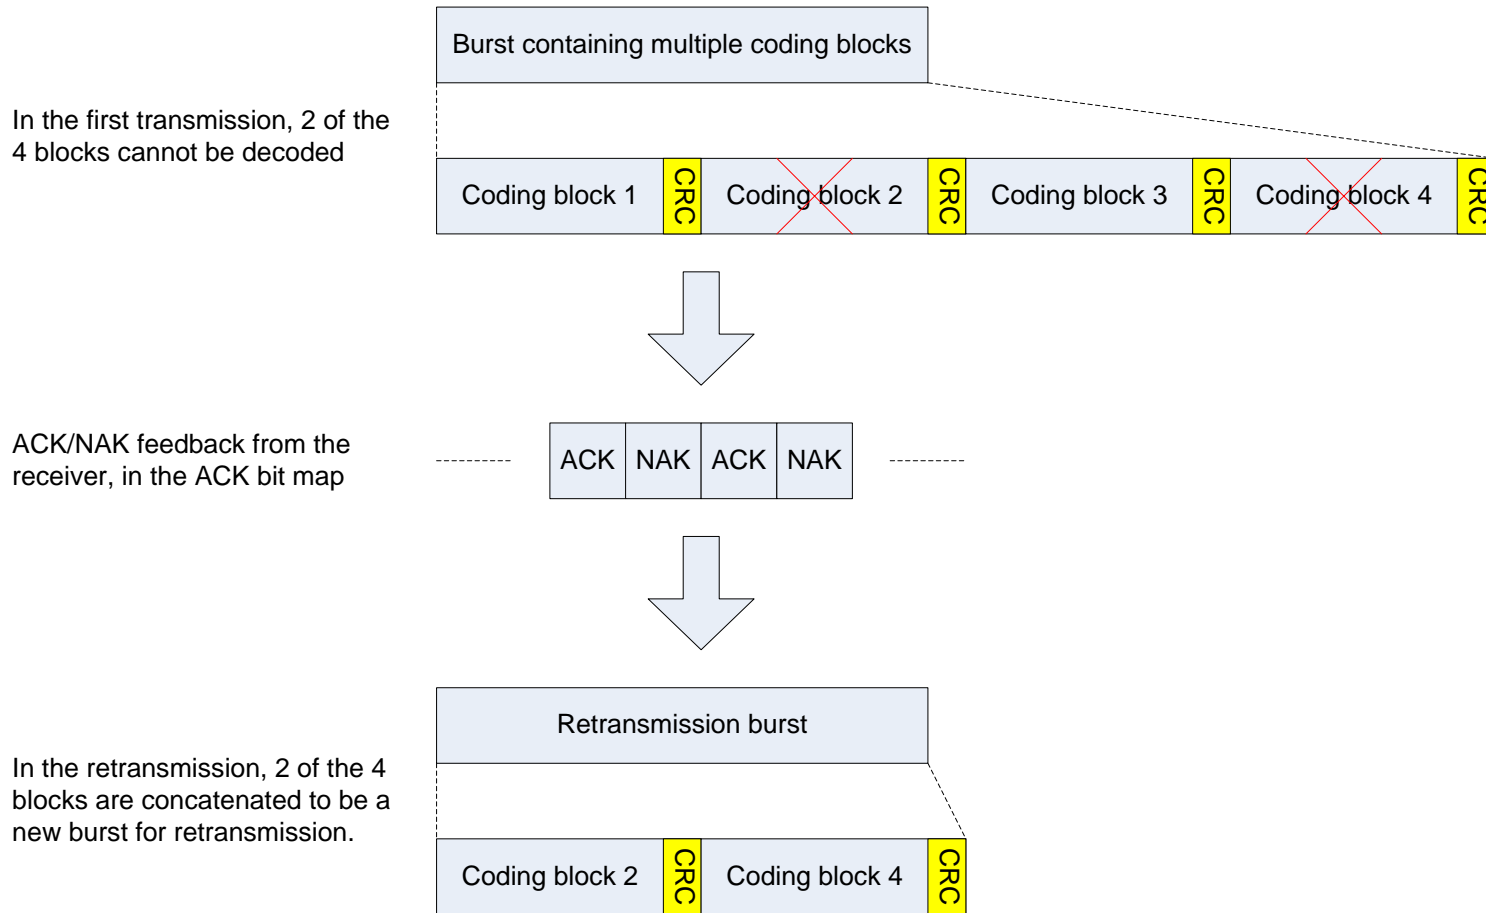 Burst containing multiple coding blocks
In the first transmission, 2 of the
4 blocks cannot be decoded
Coding block 1 CRC Coding block 2 CRC Coding block 3 CRC Coding block 4 CRC
ACK/NAK feedback from the
receiver, in the ACK bit map
ACK NAK ACK NAK
Retransmission burst
In the retransmission, 2 of the 4
blocks are concatenated to be a
new burst for retransmission.
Coding block 2 CRC Coding block 4 CRC